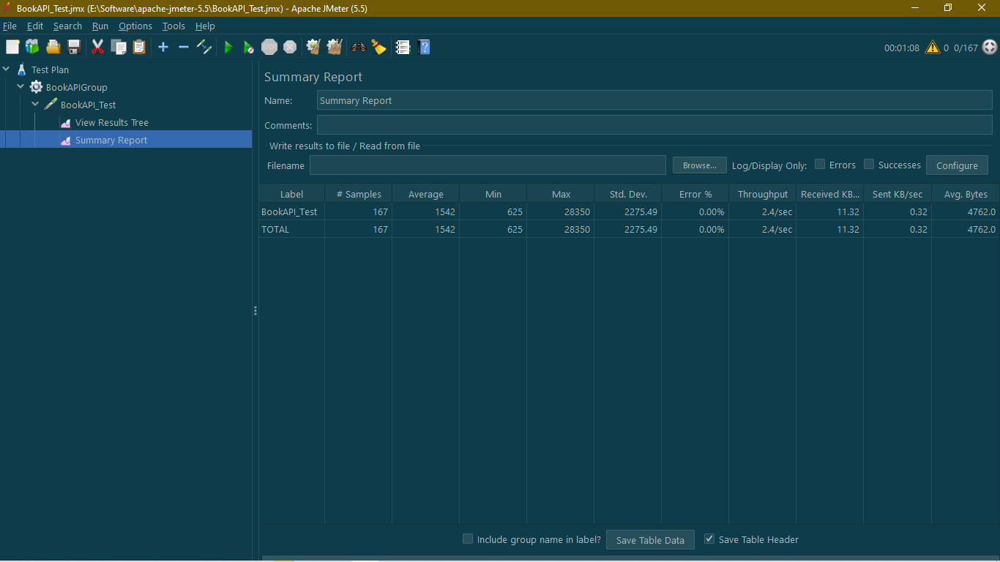 BookAPI_Test.jmx (E:\Software\apache-jmeter-5.5\BookAPI_Test.jmx) - Apache JMeter (5.5)
File Edit Search Run Options Tools Help
STOP 00:01:08 0 0/167
Test Plan
BookAPIGroup
BookAPI_Test
View Results Tree
Summary Report
Summary Report
Name: Summary Report
Comments:
Write results to file / Read from file
Filename Browse... Log/Display Only: Errors Successes Configure
Label # Samples Average Min Max Std. Dev. Error % Throughput Received KB... Sent KB/sec Avg. Bytes
BookAPI_Test 167 1542 625 28350 2275.49 0.00% 2.4/sec 11.32 0.32 4762.0
TOTAL 167 1542 625 28350 2275.49 0.00% 2.4/sec 11.32 0.32 4762.0
Include group name in label? Save Table Data Save Table Header